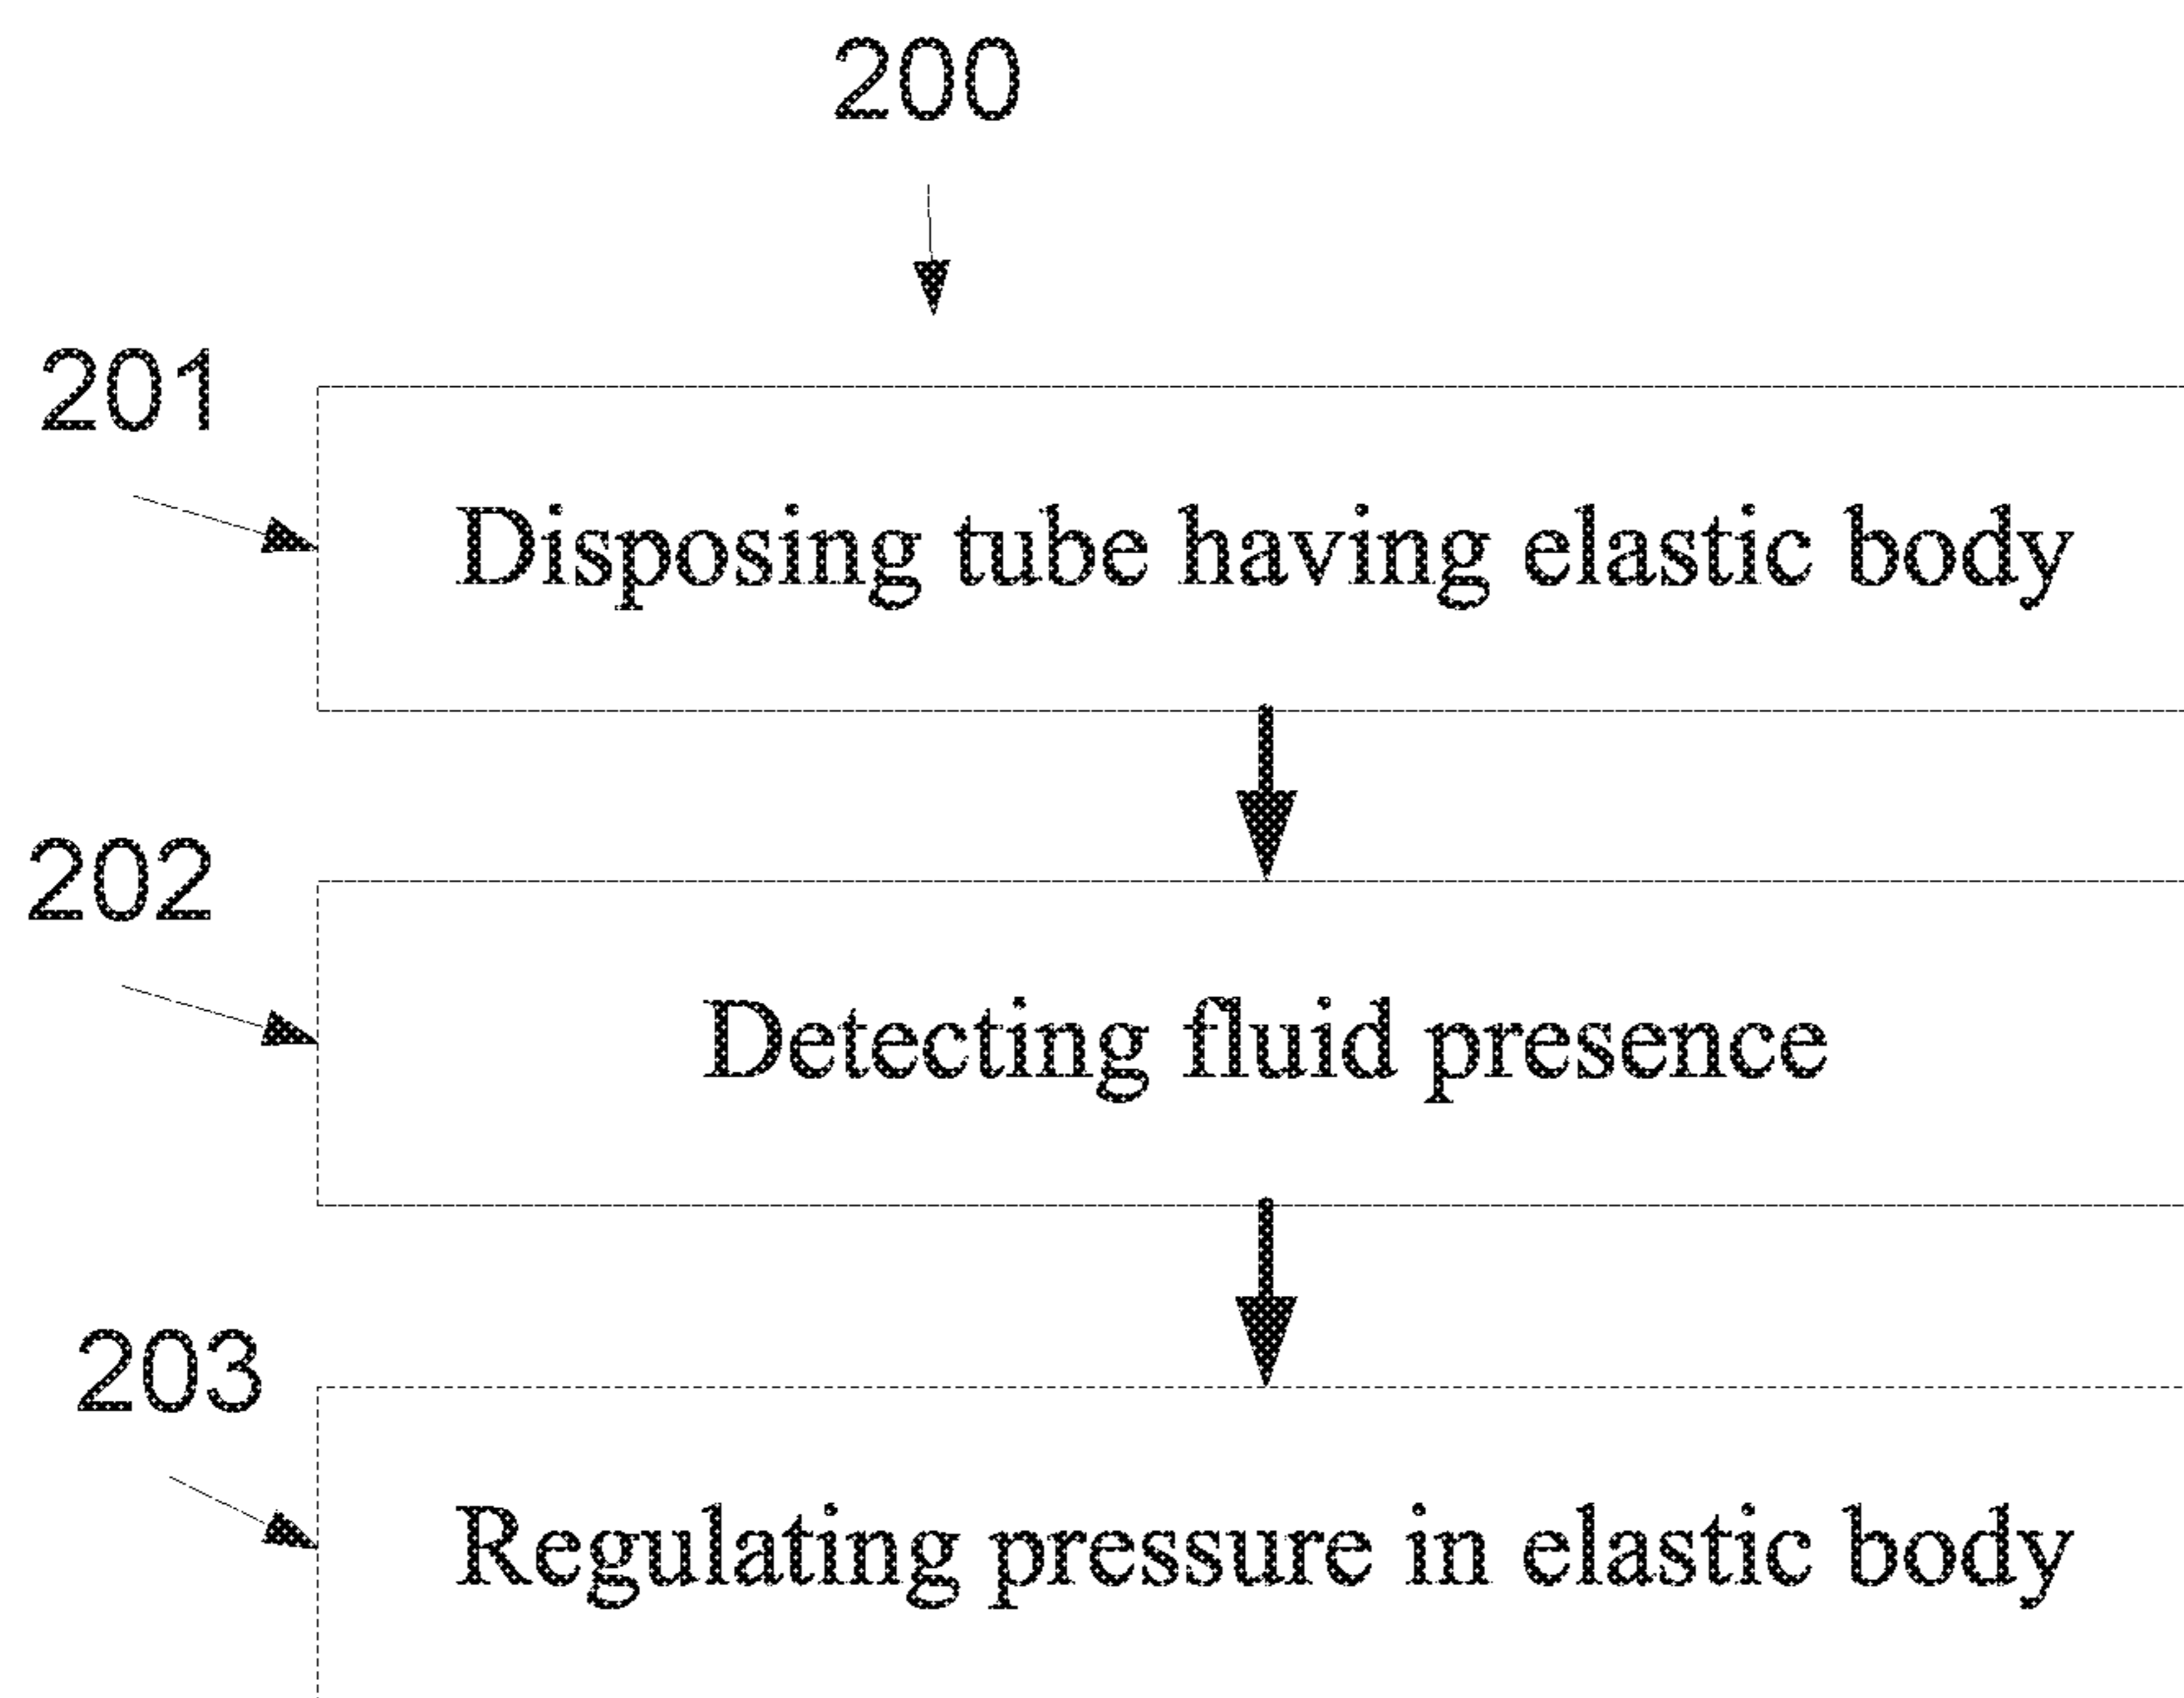 200
201
Disposing tube having elastic body
202
Detecting fluid presence
203
Regulating pressure in elastic body